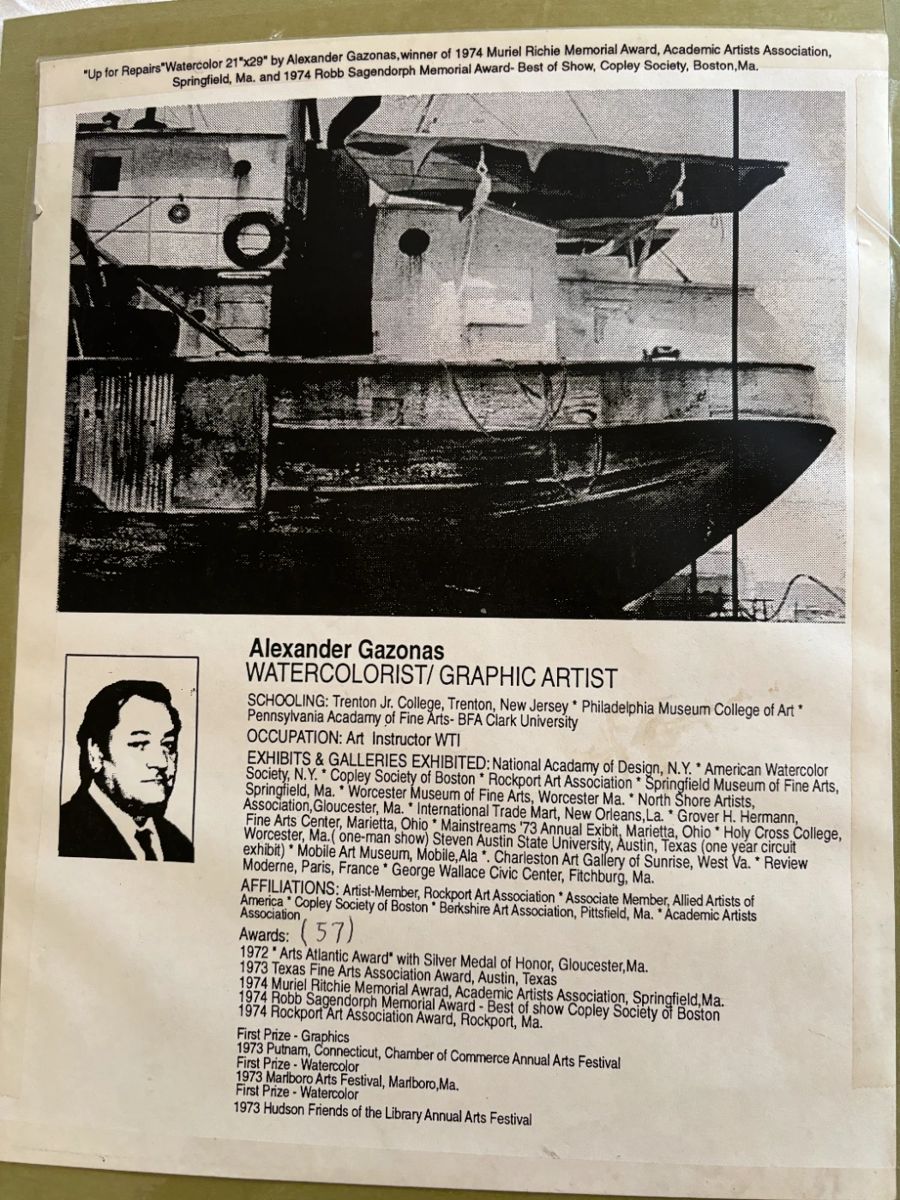 "Up for Repairs"Watercolor 21"x29" by Alexander Gazonas,winner of 1974 Muriel Richie Memorial Award, Academic Artists Association,
Springfield, Ma. and 1974 Robb Sagendorph Memorial Award- Best of Show, Copley Society, Boston,Ma.
Alexander Gazonas
WATERCOLORIST/ GRAPHIC ARTIST
SCHOOLING: Trenton Jr. College, Trenton, New Jersey * Philadelphia Museum College of Art *
Pennsylvania Acadamy of Fine Arts- BFA Clark University
OCCUPATION: Art Instructor WTI
EXHIBITS & GALLERIES EXHIBITED: National Acadamy of Design, N.Y. * American Watercolor
Society, N.Y. * Copley Society of Boston * Rockport Art Association * Springfield Museum of Fine Arts,
Springfield, Ma. * Worcester Museum of Fine Arts, Worcester Ma. * North Shore Artists,
Association,Gloucester, Ma. * International Trade Mart, New Orleans,La. * Grover H. Hermann,
Fine Arts Center, Marietta, Ohio * Mainstreams '73 Annual Exibit, Marietta, Ohio * Holy Cross College,
Worcester, Ma.( one-man show) Steven Austin State University, Austin, Texas (one year circuit
exhibit) * Mobile Art Museum, Mobile,Ala *. Charleston Art Gallery of Sunrise, West Va. * Review
Moderne, Paris, France * George Wallace Civic Center, Fitchburg, Ma.
AFFILIATIONS: Artist-Member, Rockport Art Association * Associate Member, Allied Artists of
America * Copley Society of Boston * Berkshire Art Association, Pittsfield, Ma. * Academic Artists
Association
Awards: (57)
1972 " Arts Atlantic Award" with Silver Medal of Honor, Gloucester,Ma.
1973 Texas Fine Arts Association Award, Austin, Texas
1974 Muriel Ritchie Memorial Awrad, Academic Artists Association, Springfield,Ma.
1974 Robb Sagendorph Memorial Award - Best of show Copley Society of Boston
1974 Rockport Art Association Award, Rockport, Ma.
First Prize - Graphics
1973 Putnam, Connecticut, Chamber of Commerce Annual Arts Festival
First Prize - Watercolor
1973 Marlboro Arts Festival, Marlboro,Ma.
First Prize - Watercolor
1973 Hudson Friends of the Library Annual Arts Festival